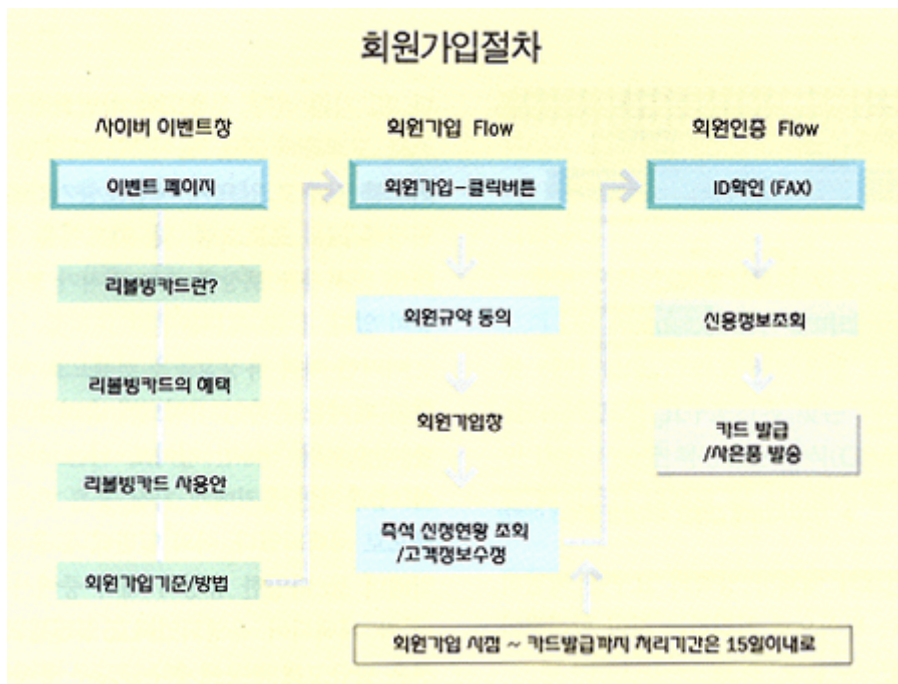 회원가입절차
사이버 이벤트창
이벤트 페이지
리볼빙카드란?
리볼빙카드의 혜택
리볼빙카드 사용안
회원가입기준/방법
회원가입 Flow
회원가입-클릭버튼
회원규약 동의
회원가입창
즉석 신청현황 조회
/고객정보수정
회원인증 Flow
ID확인 (FAX)
신용정보조회
카드 발급
/사은품 발송
회원가입 시점 ~ 카드발급까지 처리기간은 15일이내로